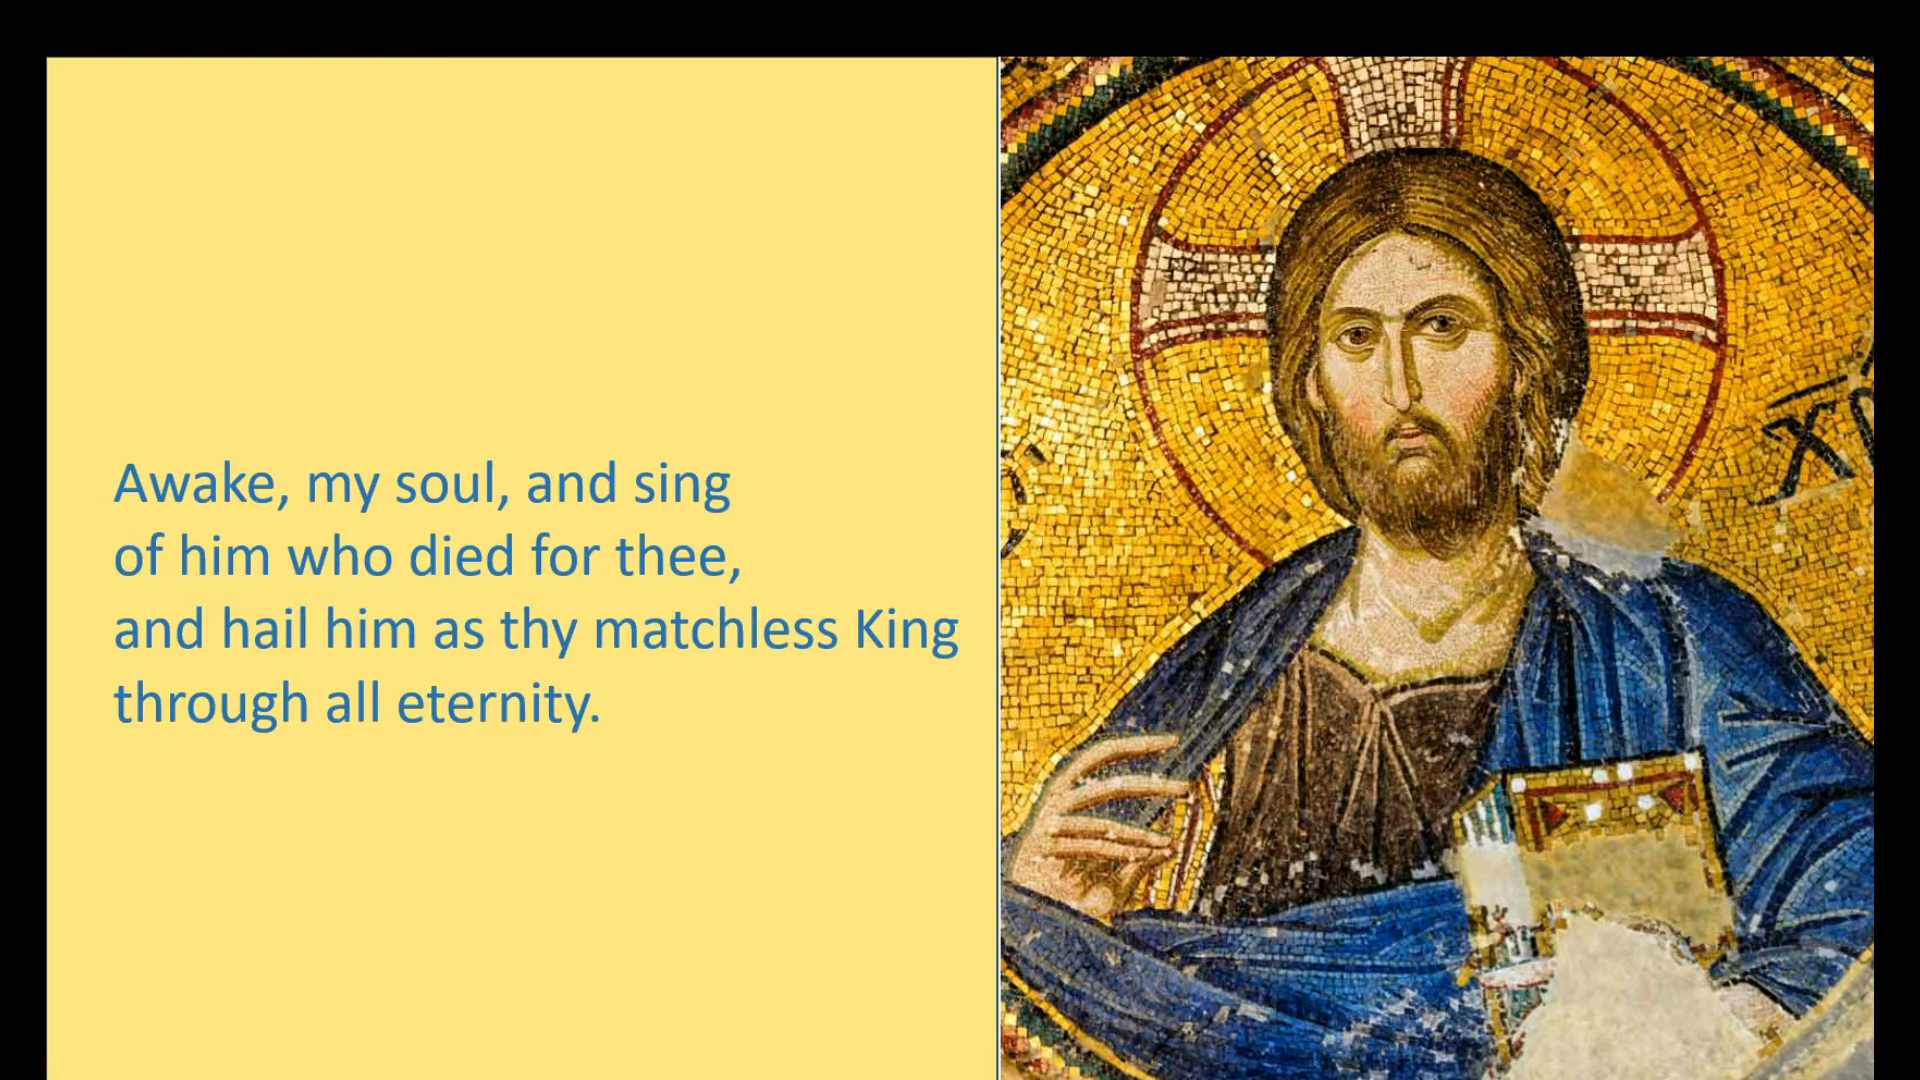 Awake, my soul, and sing
of him who died for thee,
and hail him as thy matchless King
through all eternity.